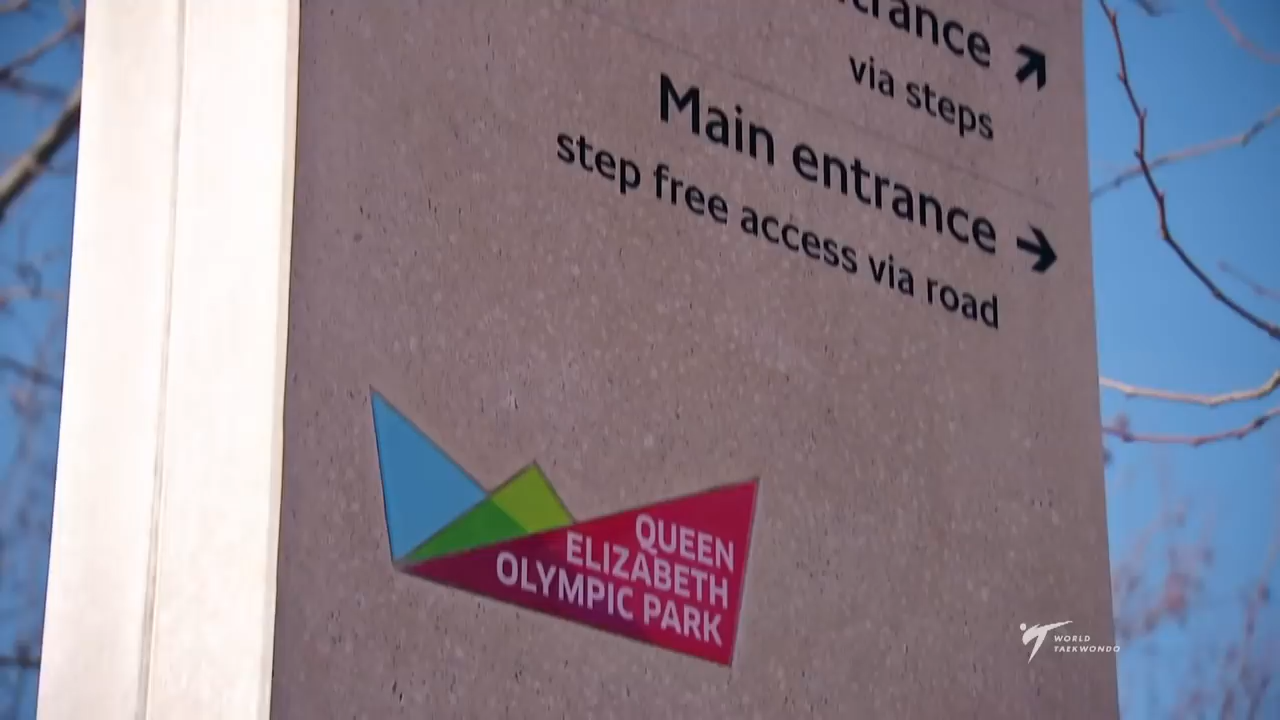 via steps
Main entrance
step free access via road
QUEEN
ELIZABETH
OLYMPIC PARK
WORLD
TAEKWONDO